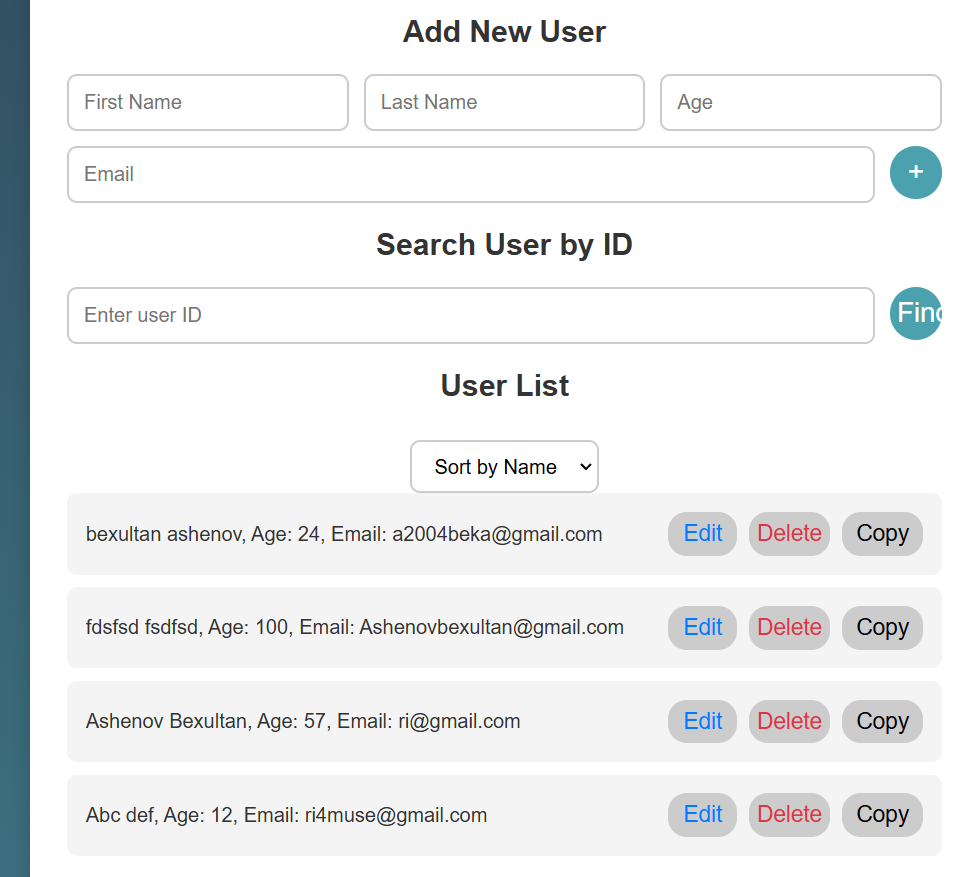 Add New User
First Name Last Name Age
Email +
Search User by ID
Enter user ID Find
User List
Sort by Name
bexultan ashenov, Age: 24, Email: a2004beka@gmail.com Edit Delete Copy
fdsfsd fsdfsd, Age: 100, Email: Ashenovbexultan@gmail.com Edit Delete Copy
Ashenov Bexultan, Age: 57, Email: ri@gmail.com Edit Delete Copy
Abc def, Age: 12, Email: ri4muse@gmail.com Edit Delete Copy